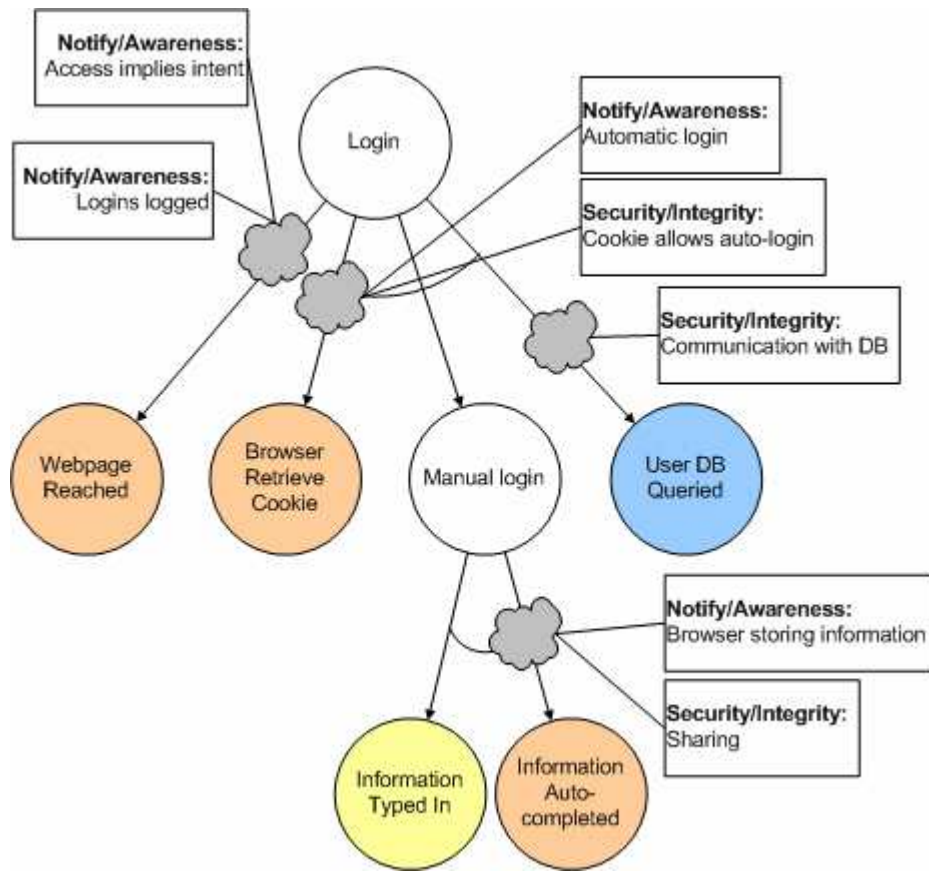 Notify/Awareness:
Access implies intent
Login
Notify/Awareness:
Automatic login
Notify/Awareness:
Logins logged
Security/Integrity:
Cookie allows auto-login
Security/Integrity:
Communication with DB
Webpage
Reached
Browser
Retrieve
Cookie
Manual login
User DB
Queried
Notify/Awareness:
Browser storing information
Security/Integrity:
Sharing
Information
Typed In
Information
Auto-
completed